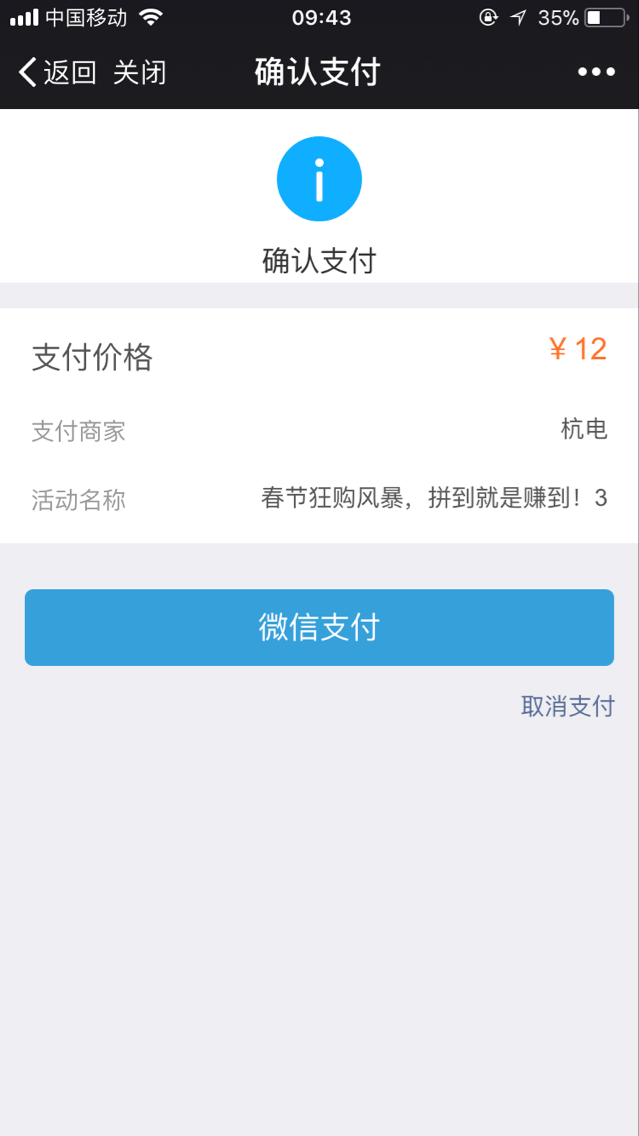 中国移动 09:43 35%
返回 关闭 确认支付
确认支付
支付价格 ¥12
支付商家 杭电
活动名称 春节狂购风暴，拼到就是赚到！3
微信支付
取消支付